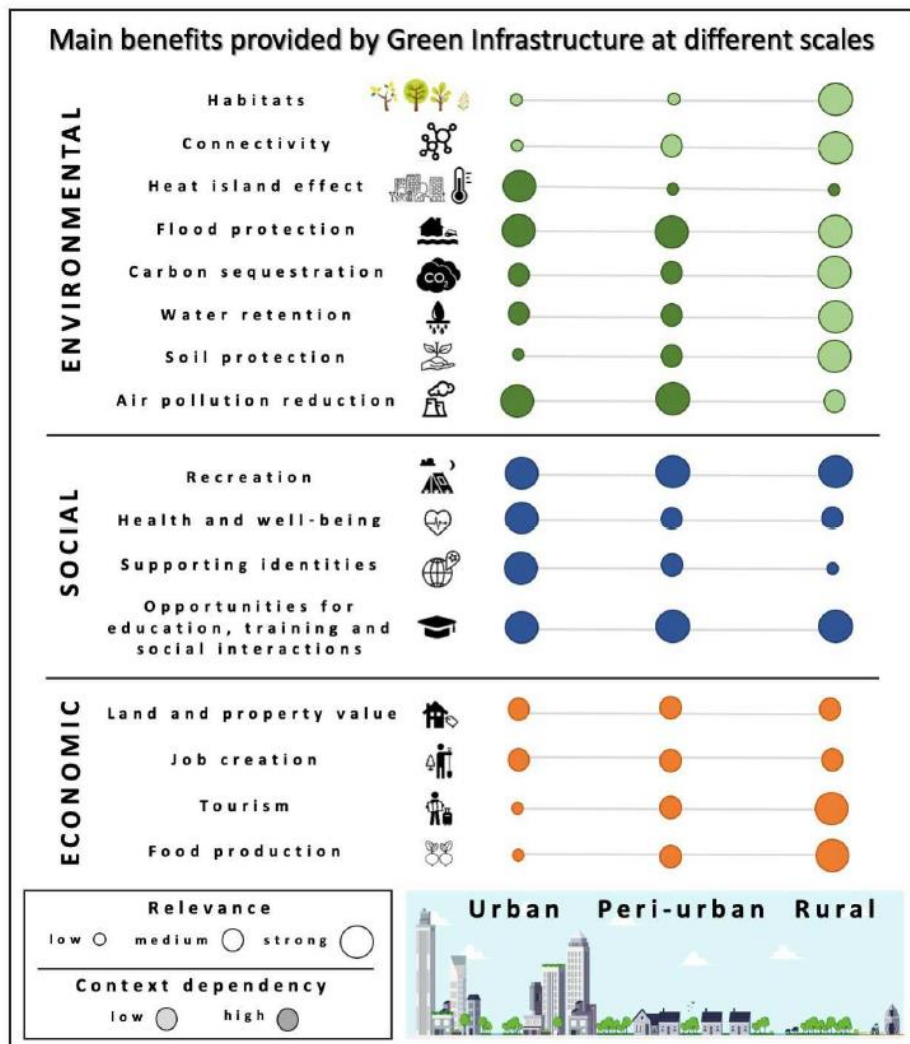 Main benefits provided by Green Infrastructure at different scales
ENVIRONMENTAL
Habitats
Connectivity
Heat island effect
Flood protection
Carbon sequestration
CO2
Water retention
Soil protection
Air pollution reduction
SOCIAL
Recreation
Health and well-being
Supporting identities
Opportunities for
education, training and
social interactions
ECONOMIC
Land and property value
Job creation
Tourism
Food production
Relevance
low medium strong
Context dependency
low high
Urban Peri-urban Rural